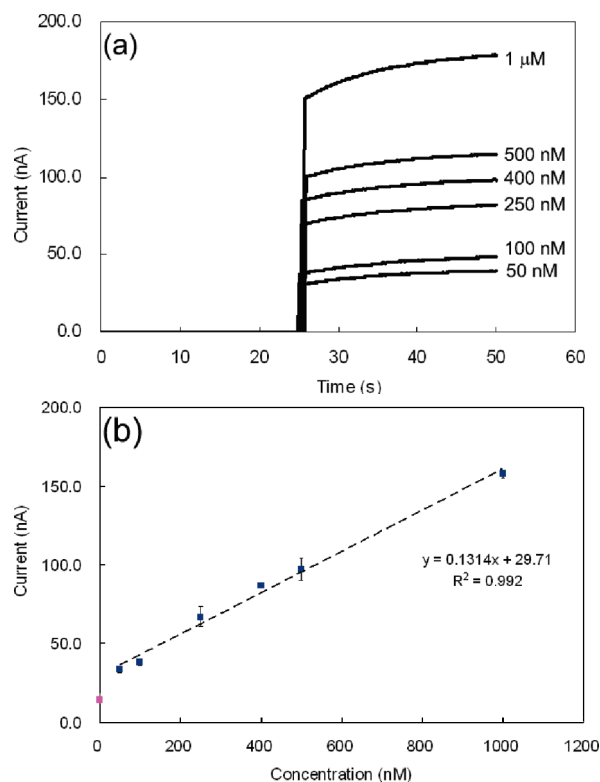 (a)
200.0
150.0
100.0
50.0
0.0
Current (nA)
1 μM
500 nM
400 nM
250 nM
100 nM
50 nM
0 10 20 30 40 50 60
Time (s)
(b)
200.0
150.0
100.0
50.0
0.0
Current (nA)
y = 0.1314x + 29.71
R² = 0.992
0 200 400 600 800 1000 1200
Concentration (nM)